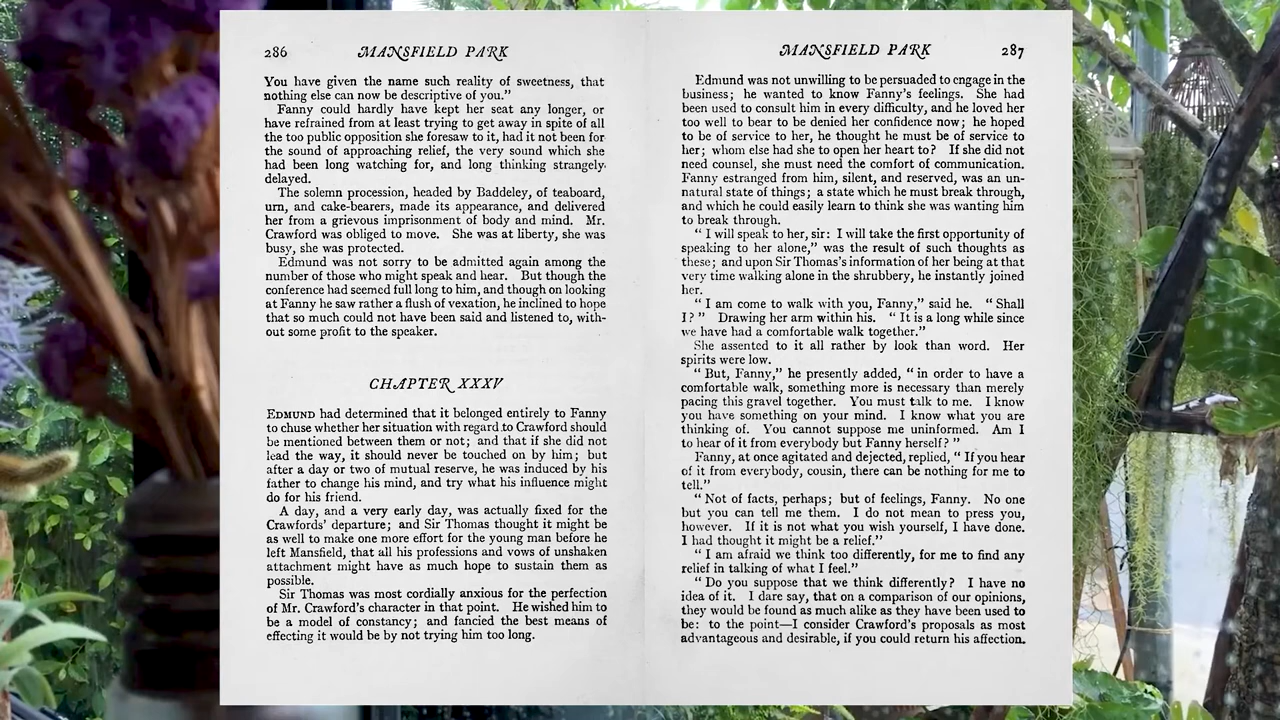 286 MANSFIELD PARK
You have given the name such reality of sweetness, that
nothing else can now be descriptive of you.”
Fanny could hardly have kept her seat any longer, or
have refrained from at least trying to get away in spite of all
the too public opposition she foresaw to it, had it not been for
the sound of approaching relief, the very sound which she
had been long watching for, and long thinking strangely
delayed.
The solemn procession, headed by Baddeley, of teaboard,
urn, and cake-bearers, made its appearance, and delivered
her from a grievous imprisonment of body and mind. Mr.
Crawford was obliged to move. She was at liberty, she was
busy, she was protected.
Edmund was not sorry to be admitted again among the
number of those who might speak and hear. But though the
conference had seemed full long to him, and though on looking
at Fanny he saw rather a flush of vexation, he inclined to hope
that so much could not have been said and listened to, with-
out some profit to the speaker.
CHAPTER XXXV
EDMUND had determined that it belonged entirely to Fanny
to chuse whether her situation with regard to Crawford should
be mentioned between them or not; and that if she did not
lead the way, it should never be touched on by him; but
after a day or two of mutual reserve, he was induced by his
father to change his mind, and try what his influence might
do for his friend.
A day, and a very early day, was actually fixed for the
Crawfords’ departure; and Sir Thomas thought it might be
as well to make one more effort for the young man before he
left Mansfield, that all his professions and vows of unshaken
attachment might have as much hope to sustain them as
possible.
Sir Thomas was most cordially anxious for the perfection
of Mr. Crawford’s character in that point. He wished him to
be a model of constancy; and fancied the best means of
effecting it would be by not trying him too long.
MANSFIELD PARK 287
Edmund was not unwilling to be persuaded to engage in the
business; he wanted to know Fanny’s feelings. She had
been used to consult him in every difficulty, and he loved her
too well to bear to be denied her confidence now; he hoped
to be of service to her, he thought he must be of service to
her; whom else had she to open her heart to? If she did not
need counsel, she must need the comfort of communication.
Fanny estranged from him, silent, and reserved, was an un-
natural state of things; a state which he must break through,
and which he could easily learn to think she was wanting him
to break through.
“ I will speak to her, sir: I will take the first opportunity of
speaking to her alone,” was the result of such thoughts as
these; and upon Sir Thomas’s information of her being at that
very time walking alone in the shrubbery, he instantly joined
her.
“ I am come to walk with you, Fanny,” said he. “ Shall
I? ” Drawing her arm within his. “ It is a long while since
we have had a comfortable walk together.”
She assented to it all rather by look than word. Her
spirits were low.
“ But, Fanny,” he presently added, “ in order to have a
comfortable walk, something more is necessary than merely
pacing this gravel together. You must talk to me. I know
you have something on your mind. I know what you are
thinking of. You cannot suppose me uninformed. Am I
to hear of it from everybody but Fanny herself? ”
Fanny, at once agitated and dejected, replied, “ If you hear
of it from everybody, cousin, there can be nothing for me to
tell.”
“ Not of facts, perhaps; but of feelings, Fanny. No one
but you can tell me them. I do not mean to press you,
however. If it is not what you wish yourself, I have done.
I had thought it might be a relief.”
“ I am afraid we think too differently, for me to find any
relief in talking of what I feel.”
“ Do you suppose that we think differently? I have no
idea of it. I dare say, that on a comparison of our opinions,
they would be found as much alike as they have been used to
be: to the point—I consider Crawford’s proposals as most
advantageous and desirable, if you could return his affection.